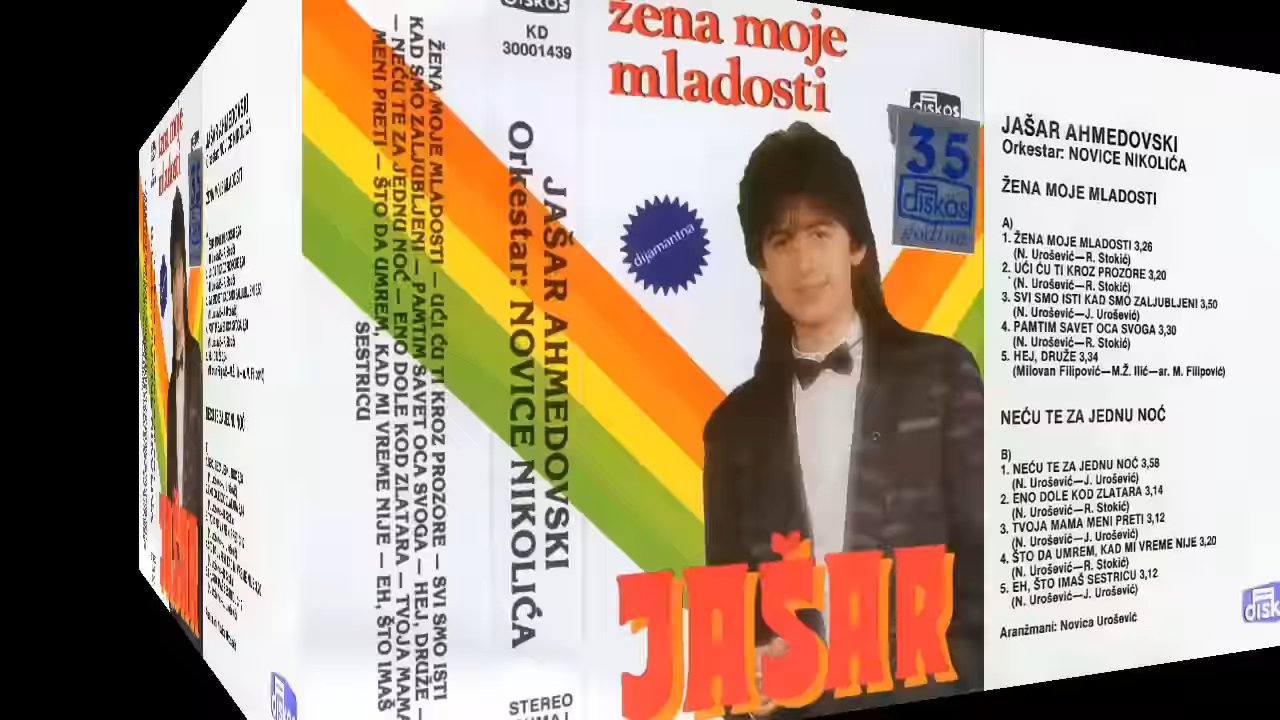 ŽENA MOJE MLADOSTI — UĆI ĆU TI KROZ PROZORE — SVI SMO ISTI
KAD SMO ZALJUBLJENI — PAMTIM SAVET OCA SVOGA — HEJ, DRUŽE —
— NEĆU TE ZA JEDNU NOĆ — ENO DOLE KOD ZLATARA — TVOJA MAMA
MENI PRETI — ŠTO DA UMREM, KAD MI VREME NIJE — EH, ŠTO IMAŠ
SESTRICU
diskos
KD
30001439
JAŠAR AHMEDOVSKI
Orkestar: NOVICE NIKOLIĆA
STEREO
žena moje
mladosti
diskos
35
diskos
godina
dijamantna
JAŠAR
JAŠAR AHMEDOVSKI
Orkestar: NOVICE NIKOLIĆA
ŽENA MOJE MLADOSTI
A)
1. ŽENA MOJE MLADOSTI 3,26
(N. Urošević—R. Stokić)
2. UĆI ĆU TI KROZ PROZORE 3,20
(N. Urošević—R. Stokić)
3. SVI SMO ISTI KAD SMO ZALJUBLJENI 3,50
(N. Urošević—J. Urošević)
4. PAMTIM SAVET OCA SVOGA 3,30
(N. Urošević—R. Stokić)
5. HEJ, DRUŽE 3,34
(Milovan Filipović—M.Ž. Ilić—ar. M. Filipović)
NEĆU TE ZA JEDNU NOĆ
B)
1. NEĆU TE ZA JEDNU NOĆ 3,58
(N. Urošević—J. Urošević)
2. ENO DOLE KOD ZLATARA 3,14
(N. Urošević—R. Stokić)
3. TVOJA MAMA MENI PRETI 3,12
(N. Urošević—J. Urošević)
4. ŠTO DA UMREM, KAD MI VREME NIJE 3,20
(N. Urošević—R. Stokić)
5. EH, ŠTO IMAŠ SESTRICU 3,12
(N. Urošević—J. Urošević)
Aranžmani: Novica Urošević